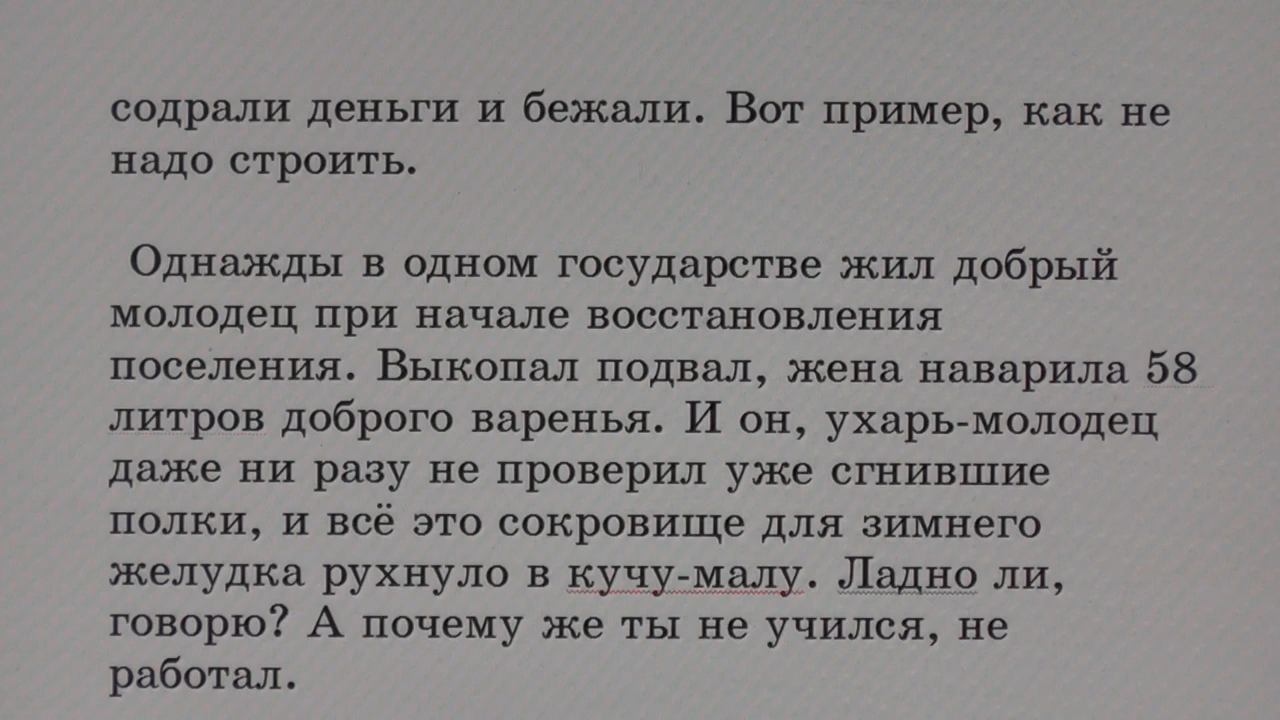 содрали деньги и бежали. Вот пример, как не
надо строить.
Однажды в одном государстве жил добрый
молодец при начале восстановления
поселения. Выкопал подвал, жена наварила 58
литров доброго варенья. И он, ухарь-молодец
даже ни разу не проверил уже сгнившие
полки, и всё это сокровище для зимнего
желудка рухнуло в кучу-малу. Ладно ли,
говорю? А почему же ты не учился, не
работал.